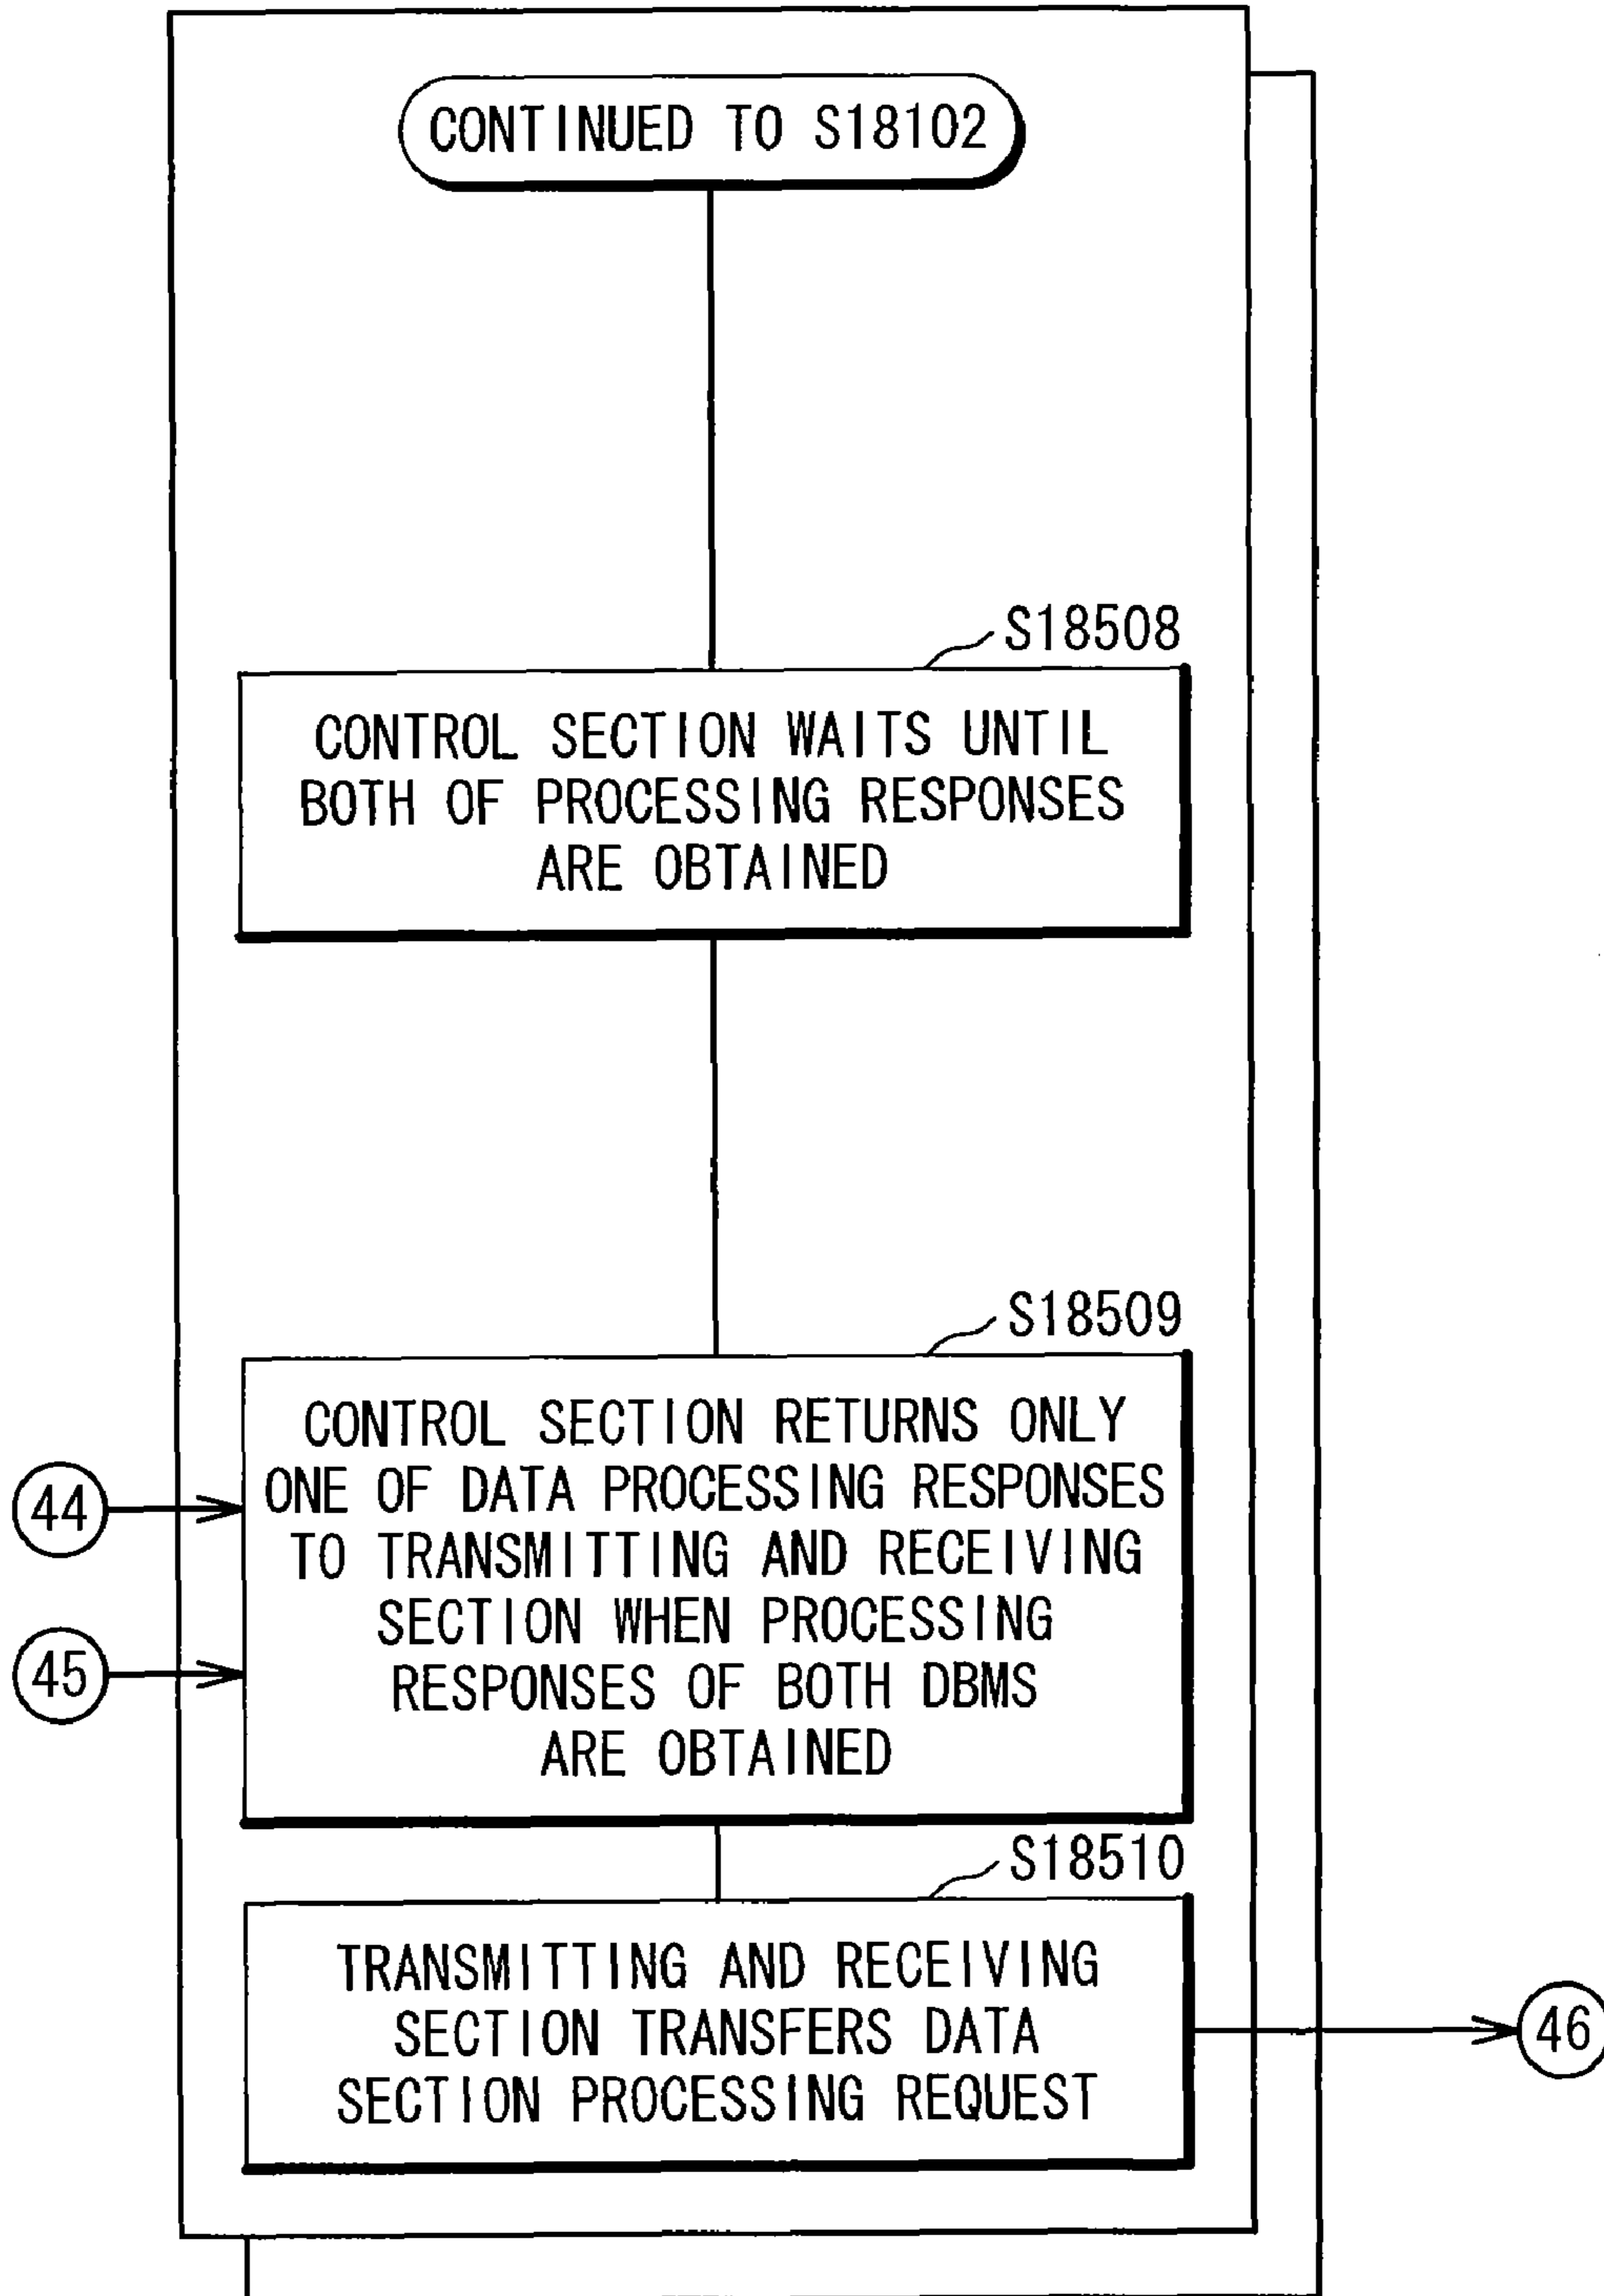 CONTINUED TO S18102
S18508
CONTROL SECTION WAITS UNTIL
BOTH OF PROCESSING RESPONSES
ARE OBTAINED
S18509
CONTROL SECTION RETURNS ONLY
ONE OF DATA PROCESSING RESPONSES
TO TRANSMITTING AND RECEIVING
SECTION WHEN PROCESSING
RESPONSES OF BOTH DBMS
ARE OBTAINED
44
45
S18510
TRANSMITTING AND RECEIVING
SECTION TRANSFERS DATA
SECTION PROCESSING REQUEST
46